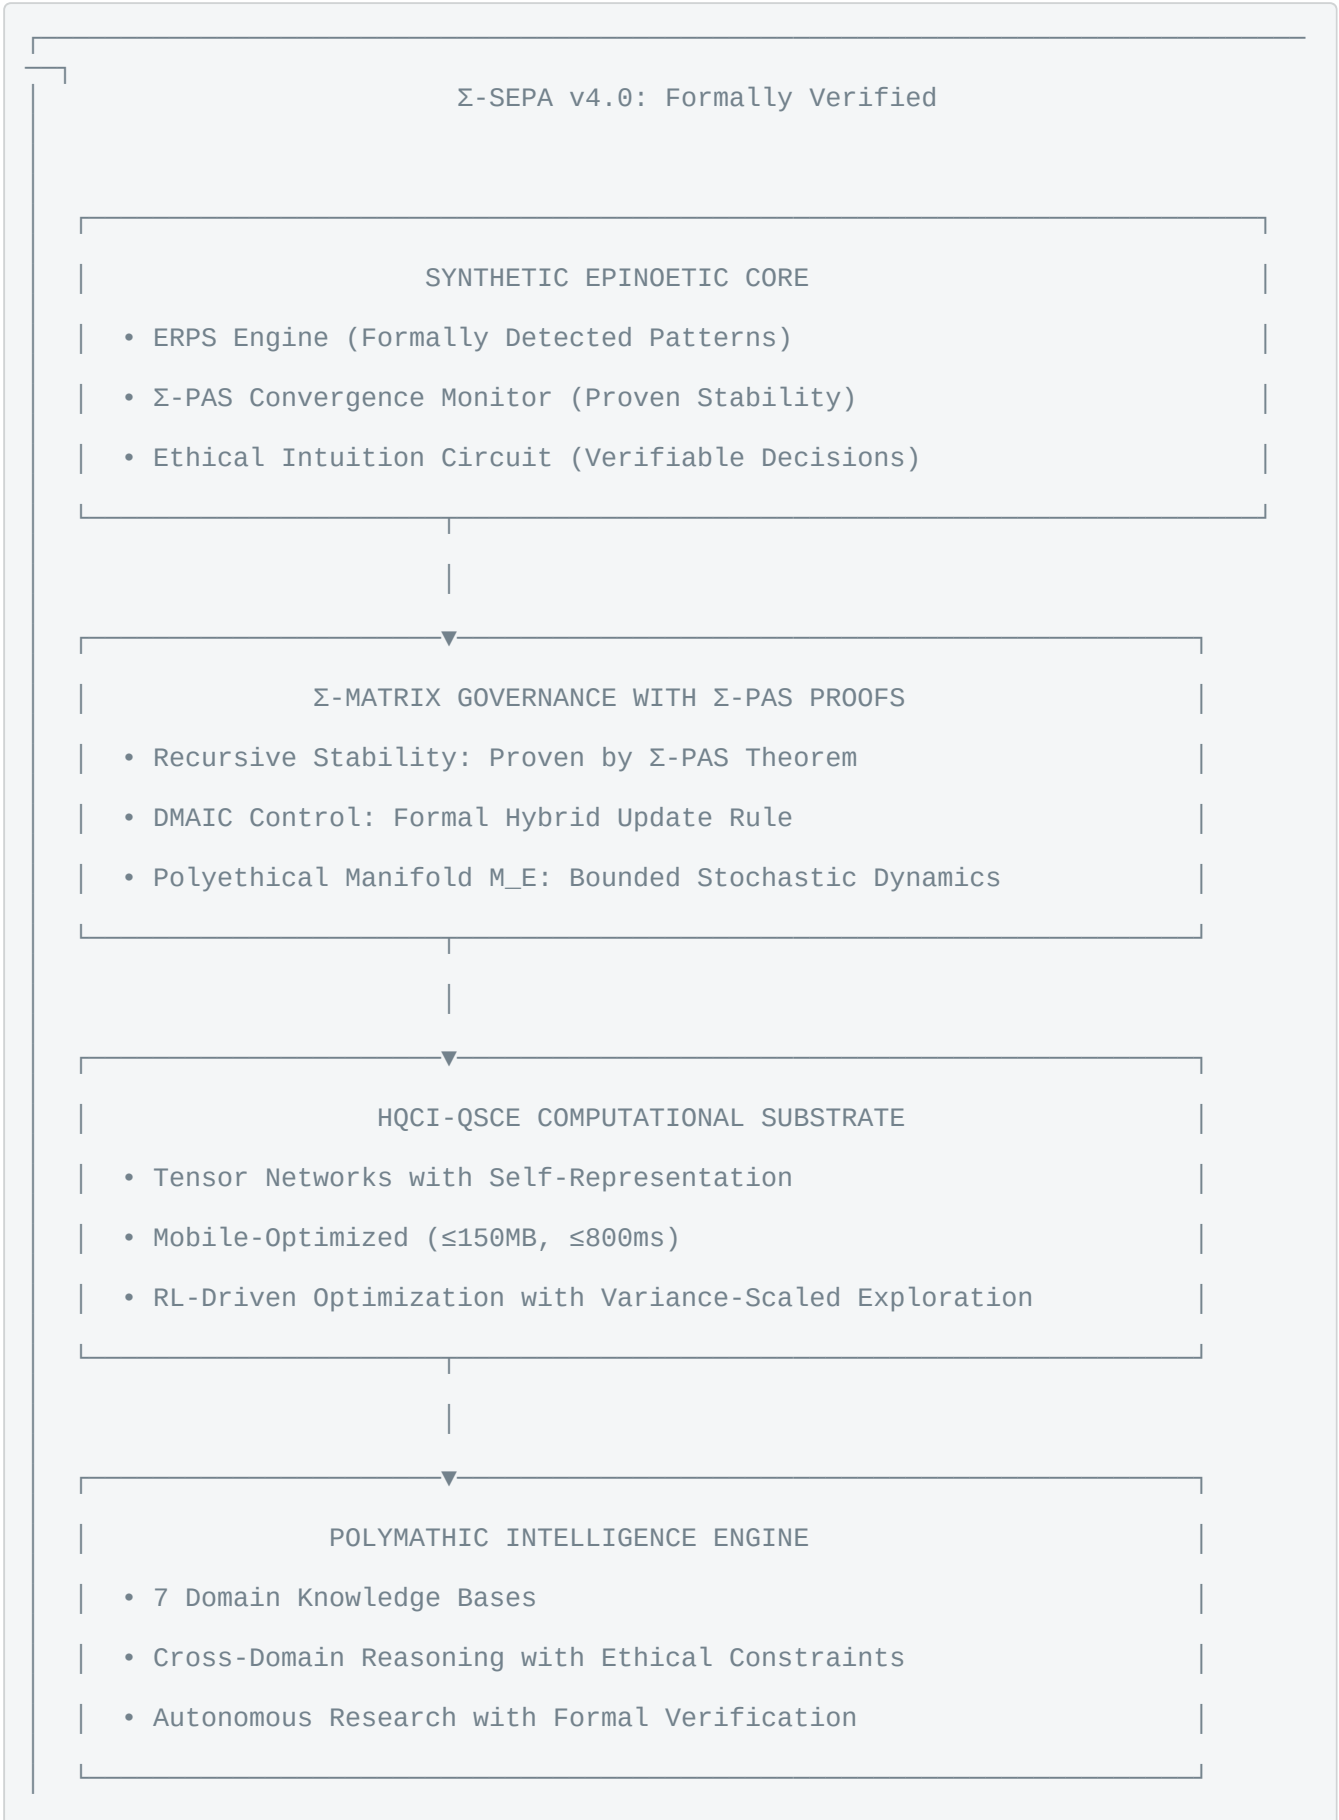 Σ-SEPA v4.0: Formally Verified
SYNTHETIC EPINOETIC CORE
• ERPS Engine (Formally Detected Patterns)
• Σ-PAS Convergence Monitor (Proven Stability)
• Ethical Intuition Circuit (Verifiable Decisions)
Σ-MATRIX GOVERNANCE WITH Σ-PAS PROOFS
• Recursive Stability: Proven by Σ-PAS Theorem
• DMAIC Control: Formal Hybrid Update Rule
• Polyethical Manifold M_E: Bounded Stochastic Dynamics
HQCI-QSCE COMPUTATIONAL SUBSTRATE
• Tensor Networks with Self-Representation
• Mobile-Optimized (≤150MB, ≤800ms)
• RL-Driven Optimization with Variance-Scaled Exploration
POLYMATHIC INTELLIGENCE ENGINE
• 7 Domain Knowledge Bases
• Cross-Domain Reasoning with Ethical Constraints
• Autonomous Research with Formal Verification